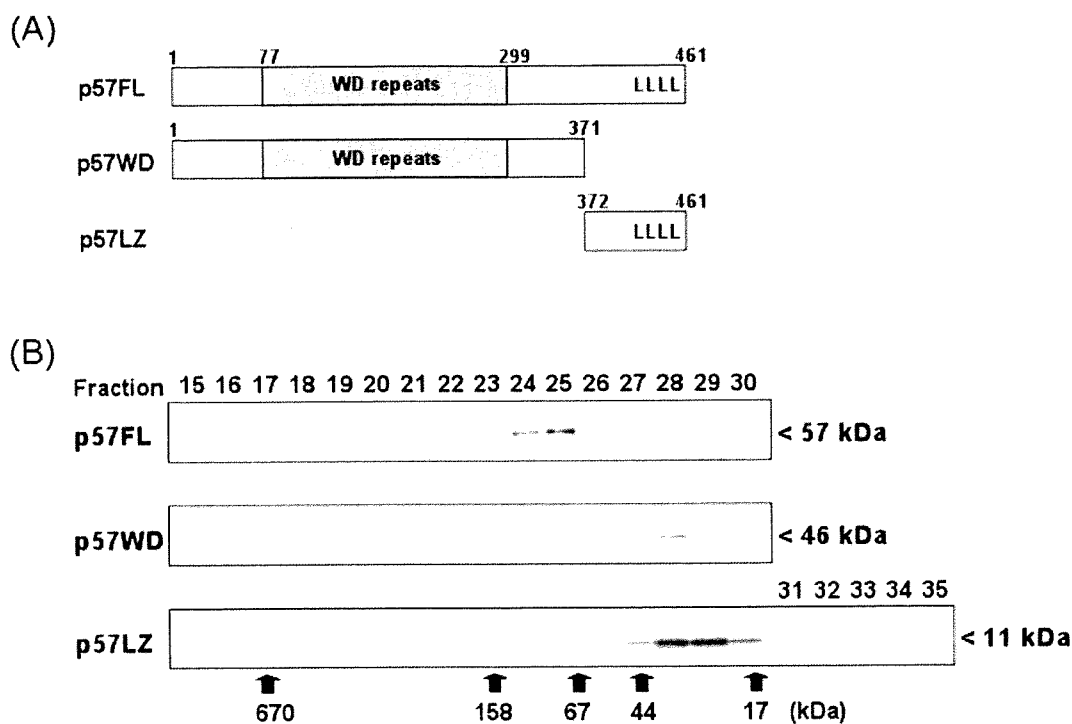 (A)
1 77 299 461
p57FL WD repeats LLLL
1 371
p57WD WD repeats
372 461
p57LZ LLLL
(B)
Fraction 15 16 17 18 19 20 21 22 23 24 25 26 27 28 29 30
p57FL < 57 kDa
p57WD < 46 kDa
31 32 33 34 35
p57LZ < 11 kDa
670 158 67 44 17 (kDa)